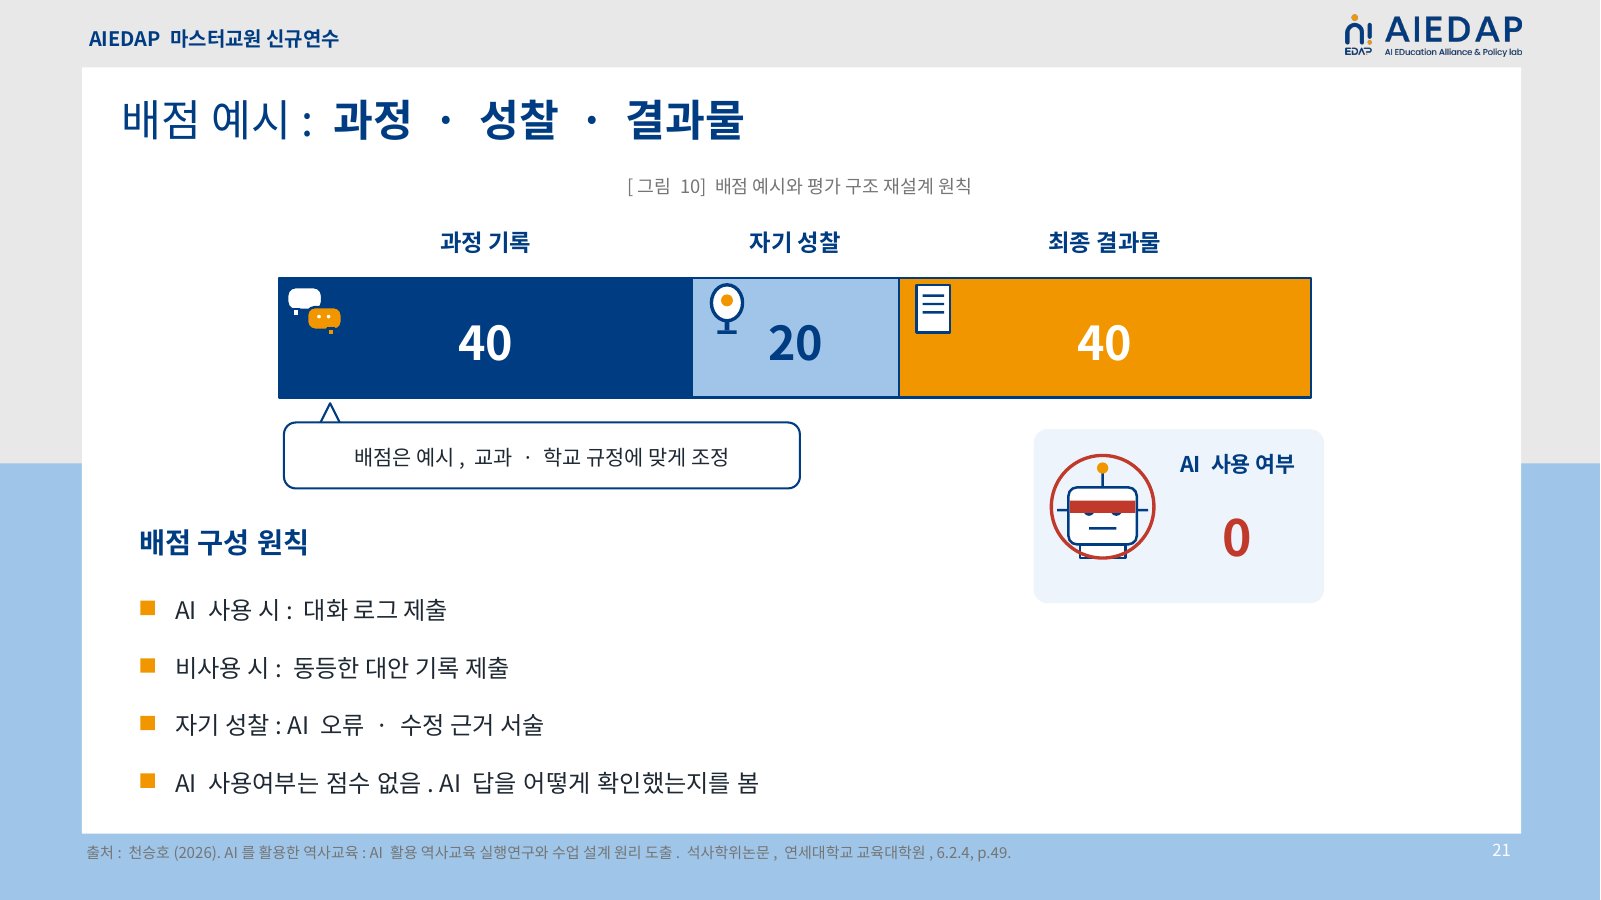 AIEDAP 마스터교원 신규연수
AIEDAP
EDAP
AI EDucation Alliance & Policy lab
배점 예시 : 과정 · 성찰 · 결과물
[ 그림 10] 배점 예시와 평가 구조 재설계 원칙
과정 기록
자기 성찰
최종 결과물
40
20
40
배점은 예시 , 교과 · 학교 규정에 맞게 조정
AI 사용 여부
0
배점 구성 원칙
AI 사용 시 : 대화 로그 제출
비사용 시 : 동등한 대안 기록 제출
자기 성찰 : AI 오류 · 수정 근거 서술
AI 사용여부는 점수 없음 . AI 답을 어떻게 확인했는지를 봄
출처 : 천승호 (2026). AI 를 활용한 역사교육 : AI 활용 역사교육 실행연구와 수업 설계 원리 도출 . 석사학위논문 , 연세대학교 교육대학원 , 6.2.4, p.49.
21